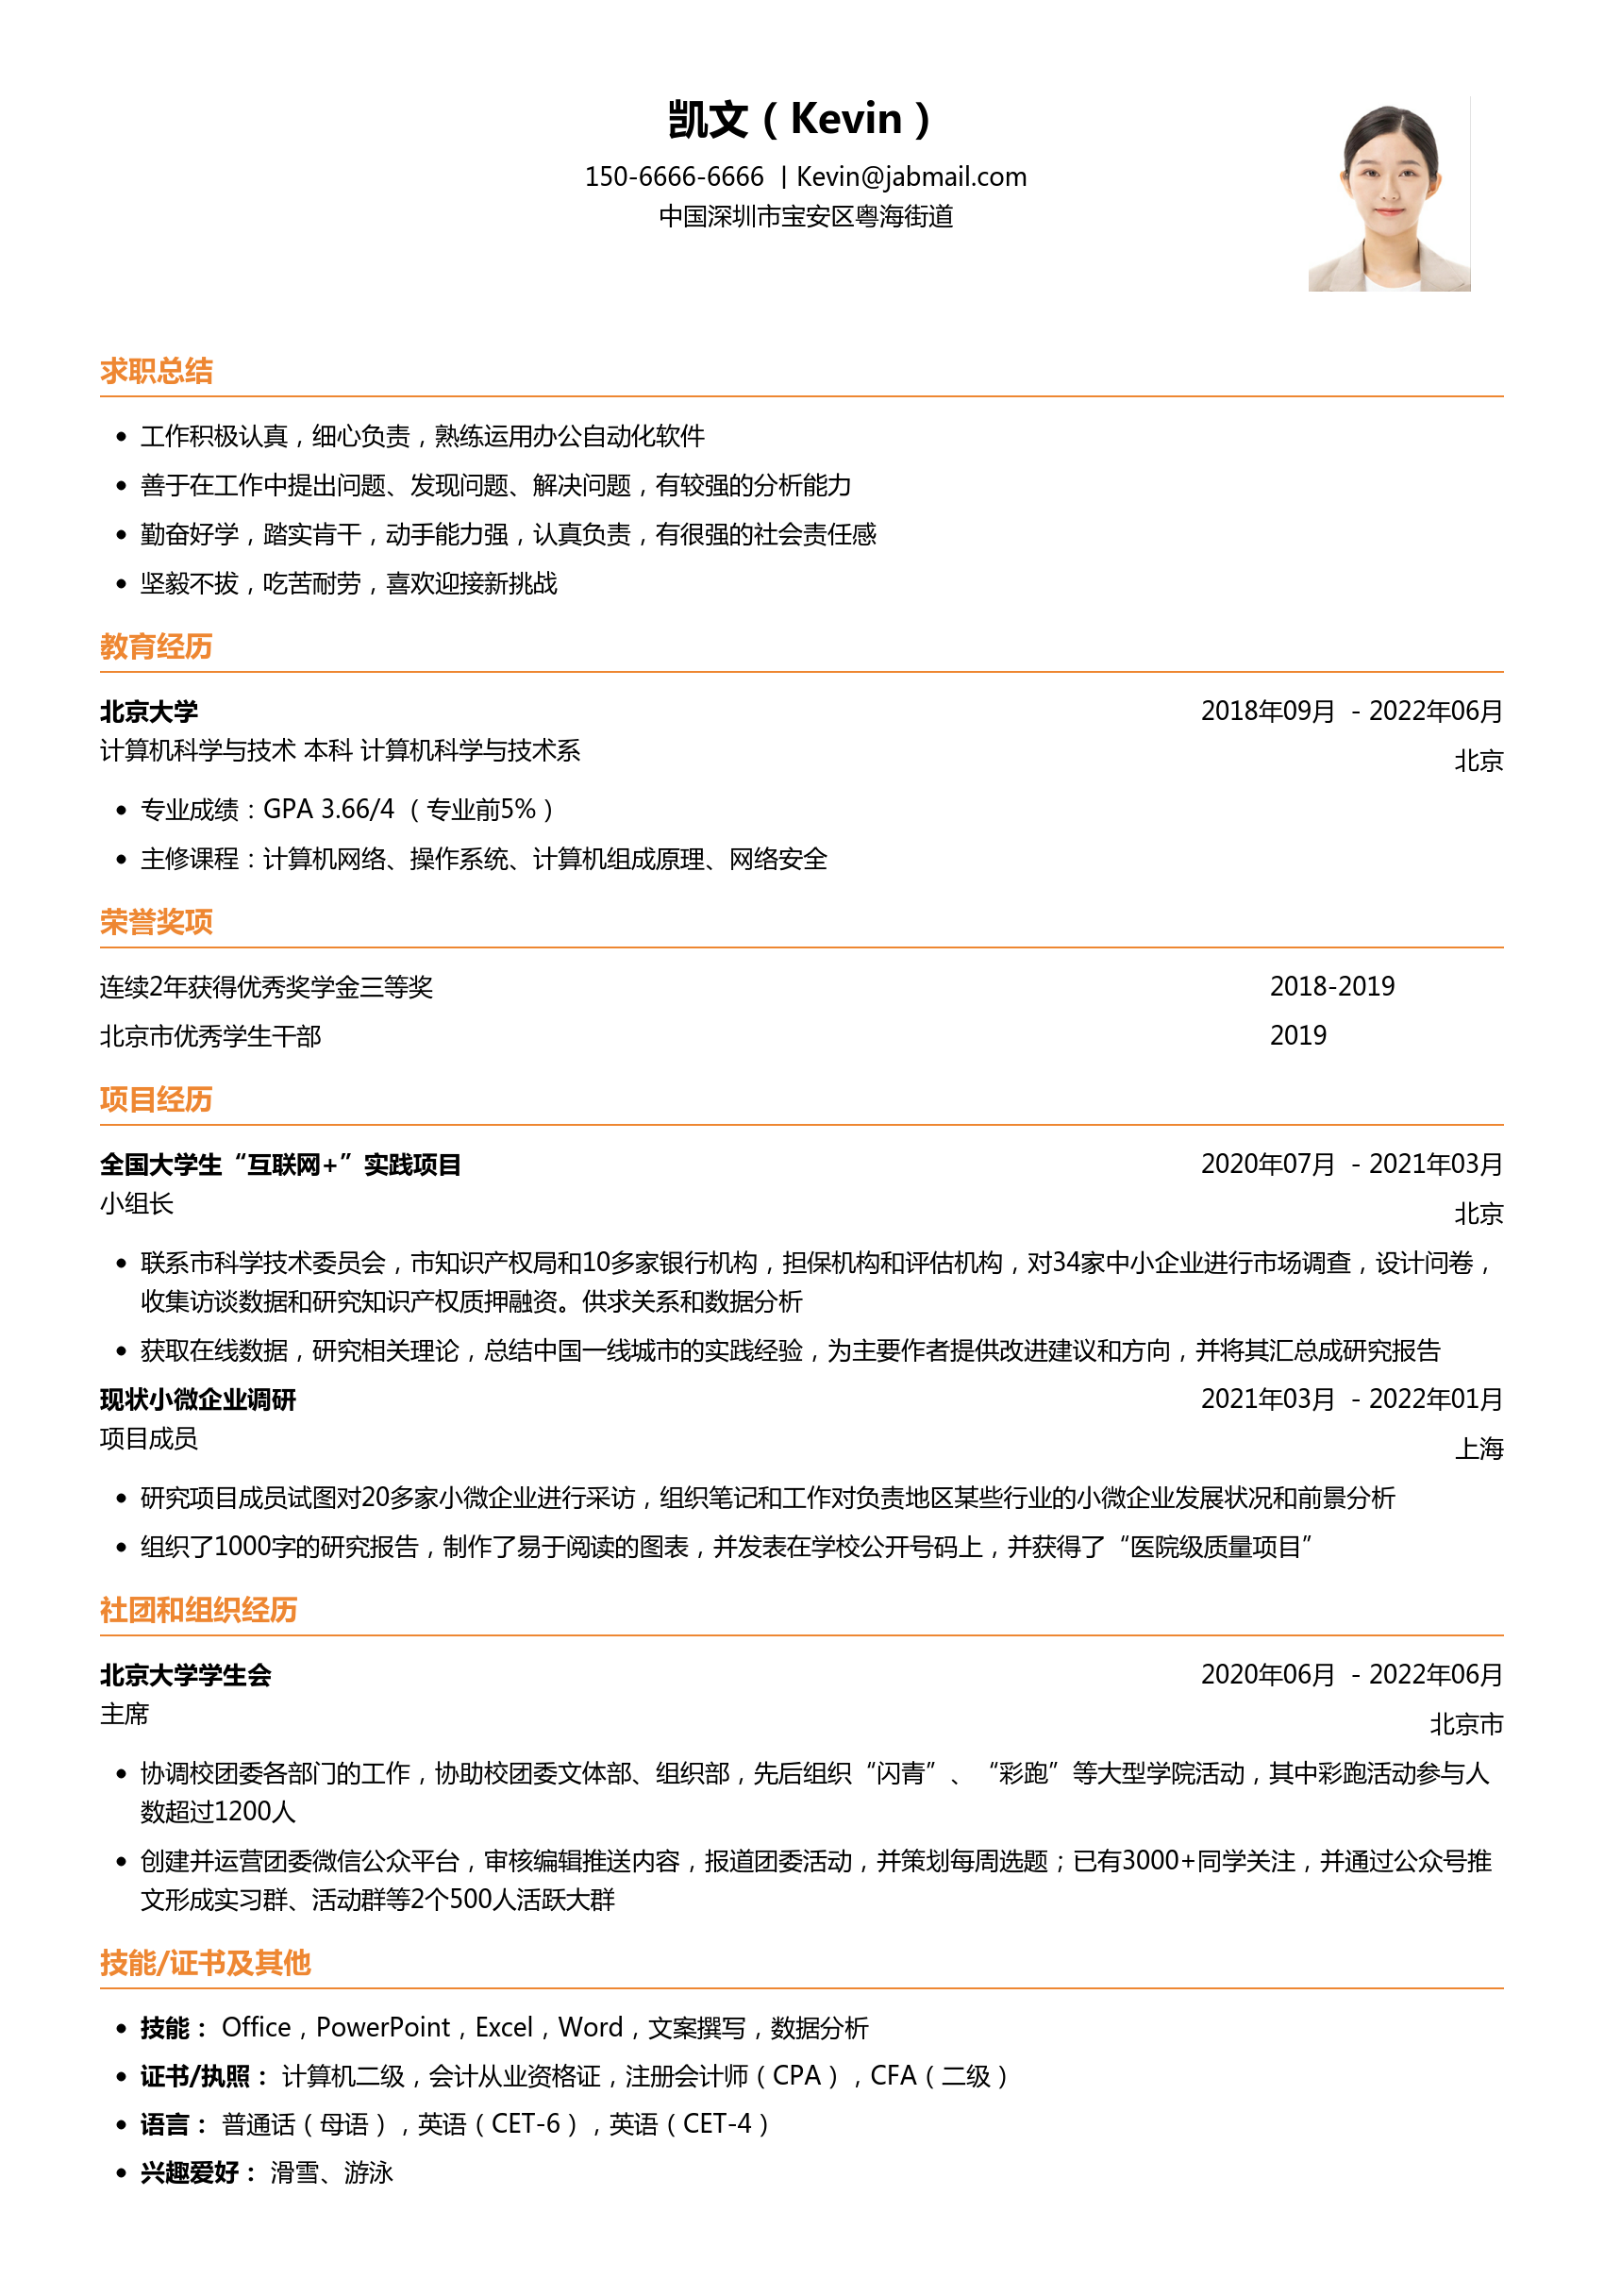 凯文（Kevin）
150-6666-6666 | Kevin@jabmail.com
中国深圳市宝安区粤海街道
求职总结
• 工作积极认真，细心负责，熟练运用办公自动化软件
• 善于在工作中提出问题、发现问题、解决问题，有较强的分析能力
• 勤奋好学，踏实肯干，动手能力强，认真负责，有很强的社会责任感
• 坚毅不拔，吃苦耐劳，喜欢迎接新挑战
教育经历
北京大学 2018年09月 - 2022年06月
计算机科学与技术 本科 计算机科学与技术系 北京
• 专业成绩：GPA 3.66/4 （专业前5%）
• 主修课程：计算机网络、操作系统、计算机组成原理、网络安全
荣誉奖项
连续2年获得优秀奖学金三等奖 2018-2019
北京市优秀学生干部 2019
项目经历
全国大学生“互联网+”实践项目 2020年07月 - 2021年03月
小组长 北京
• 联系市科学技术委员会，市知识产权局和10多家银行机构，担保机构和评估机构，对34家中小企业进行市场调查，设计问卷，
收集访谈数据和研究知识产权质押融资。供求关系和数据分析
• 获取在线数据，研究相关理论，总结中国一线城市的实践经验，为主要作者提供改进建议和方向，并将其汇总成研究报告
现状小微企业调研 2021年03月 - 2022年01月
项目成员 上海
• 研究项目成员试图对20多家小微企业进行采访，组织笔记和工作对负责地区某些行业的小微企业发展状况和前景分析
• 组织了1000字的研究报告，制作了易于阅读的图表，并发表在学校公开号码上，并获得了“医院级质量项目”
社团和组织经历
北京大学学生会 2020年06月 - 2022年06月
主席 北京市
• 协调校团委各部门的工作，协助校团委文体部、组织部，先后组织“闪青”、“彩跑”等大型学院活动，其中彩跑活动参与人
数超过1200人
• 创建并运营团委微信公众平台，审核编辑推送内容，报道团委活动，并策划每周选题；已有3000+同学关注，并通过公众号推
文形成实习群、活动群等2个500人活跃大群
技能/证书及其他
• 技能： Office，PowerPoint，Excel，Word，文案撰写，数据分析
• 证书/执照： 计算机二级，会计从业资格证，注册会计师（CPA），CFA（二级）
• 语言： 普通话（母语），英语（CET-6），英语（CET-4）
• 兴趣爱好： 滑雪、游泳